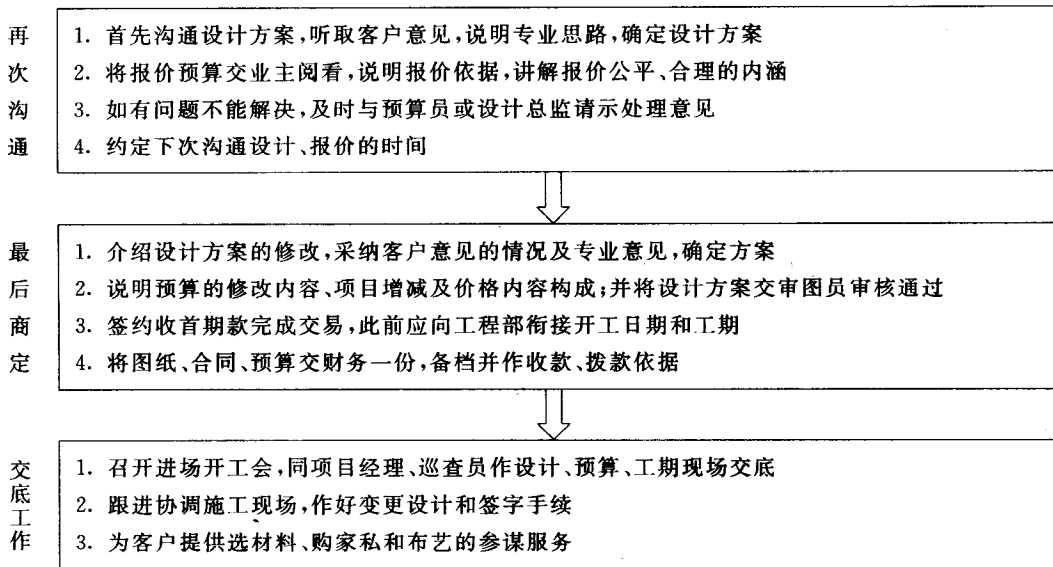 再次沟通
1. 首先沟通设计方案,听取客户意见,说明专业思路,确定设计方案
2. 将报价预算交业主阅看,说明报价依据,讲解报价公平、合理的内涵
3. 如有问题不能解决,及时与预算员或设计总监请示处理意见
4. 约定下次沟通设计、报价的时间
最后商定
1. 介绍设计方案的修改,采纳客户意见的情况及专业意见,确定方案
2. 说明预算的修改内容、项目增减及价格内容构成;并将设计方案交审图员审核通过
3. 签约收首期款完成交易,此前应向工程部衔接开工日期和工期
4. 将图纸、合同、预算交财务一份,备档并作收款、拨款依据
交底工作
1. 召开进场开工会,同项目经理、巡查员作设计、预算、工期现场交底
2. 跟进协调施工现场,作好变更设计和签字手续
3. 为客户提供选材料、购家私和布艺的参谋服务